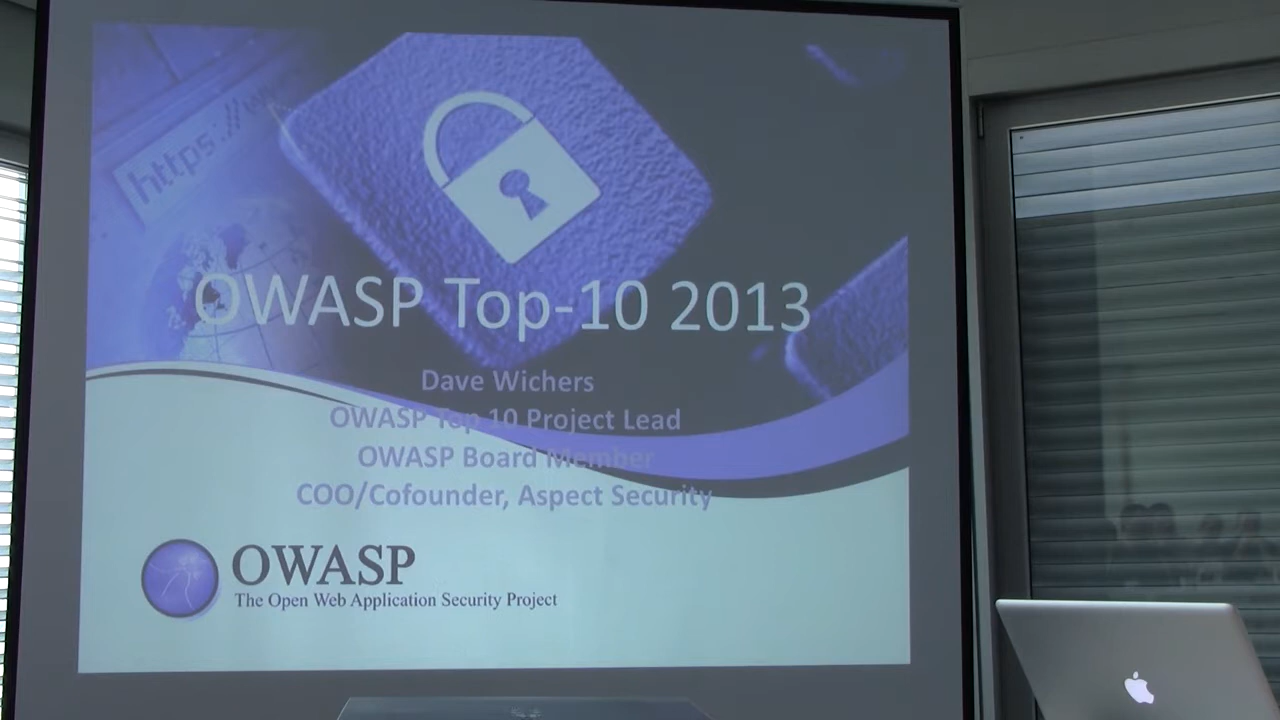 https://w
OWASP Top-10 2013
Dave Wichers
OWASP Top 10 Project Lead
OWASP Board Member
COO/Cofounder, Aspect Security
OWASP
The Open Web Application Security Project